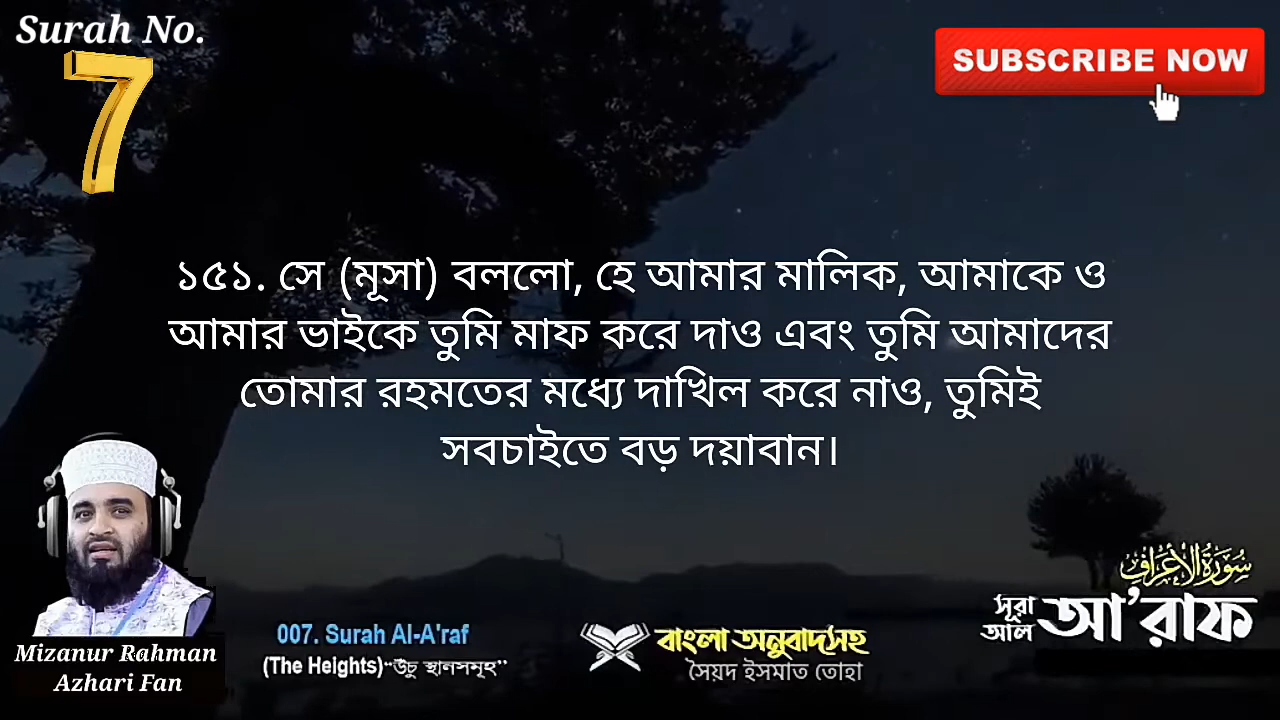 Surah No.
7
SUBSCRIBE NOW
১৫১. সে (মূসা) বললো, হে আমার মালিক, আমাকে ও
আমার ভাইকে তুমি মাফ করে দাও এবং তুমি আমাদের
তোমার রহমতের মধ্যে দাখিল করে নাও, তুমিই
সবচাইতে বড় দয়াবান।
Mizanur Rahman
Azhari Fan
007. Surah Al-A'raf
(The Heights)“উঁচু স্থানসমূহ”
বাংলা অনুবাদসহ
সৈয়দ ইসমাত তোহা
سورة الأعراف
সূরা
আল
আ'রাফ